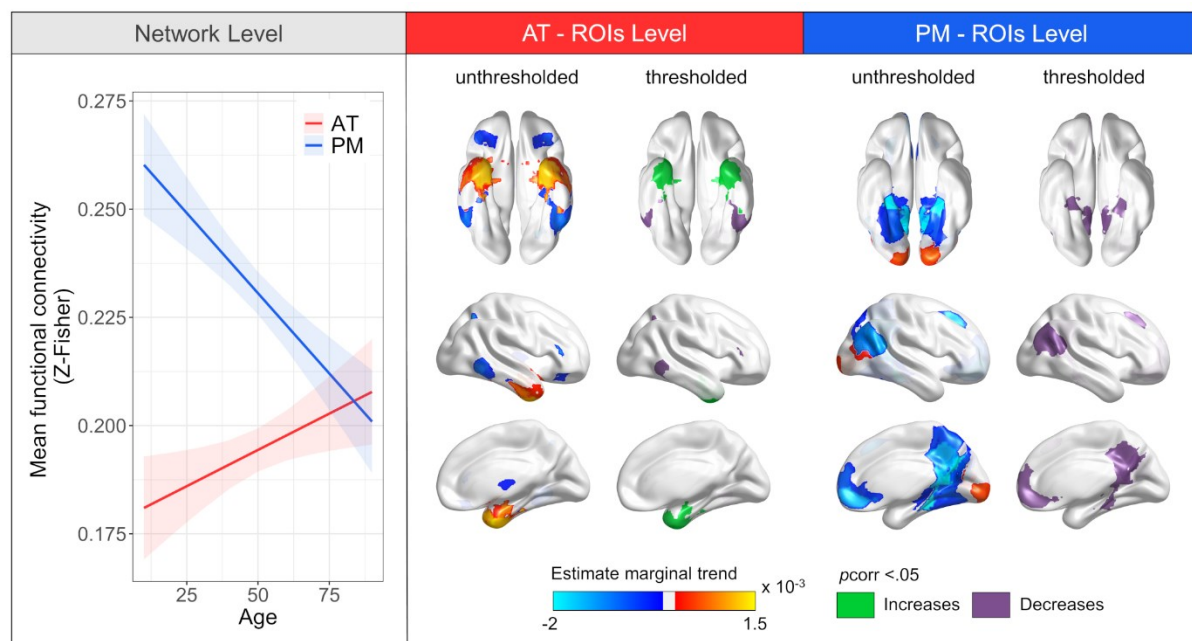 Network Level
AT - ROIs Level
PM - ROIs Level
unthresholded
thresholded
unthresholded
thresholded
0.275
0.250
0.225
0.200
0.175
Mean functional connectivity
(Z-Fisher)
AT
PM
25
50
75
Age
Estimate marginal trend
x 10-3
-2
1.5
pcorr <.05
Increases
Decreases